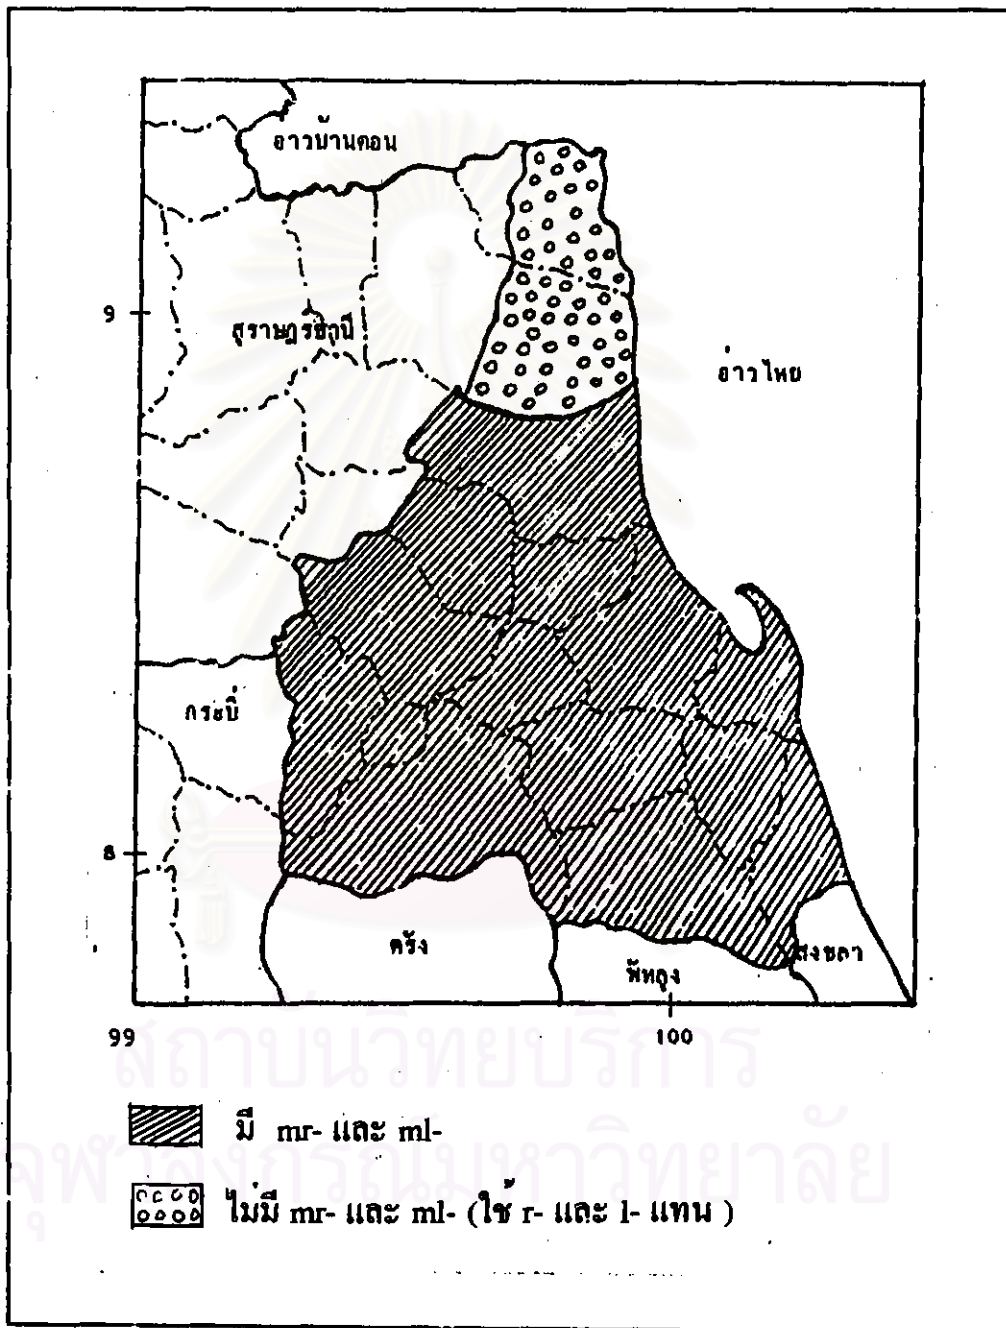 อ่าวบ้านดอน
9
สุราษฎรธานี
อ่าวไทย
กระบี่
8
ตรัง
พัทลุง
สงขลา
99
100
สถาบันวิทยบริการ
มี mr- และ ml-
จุฬาลงกรณ์มหาวิทยาลัย
ไม่มี mr- และ ml- (ใช้ r- และ l- แทน )